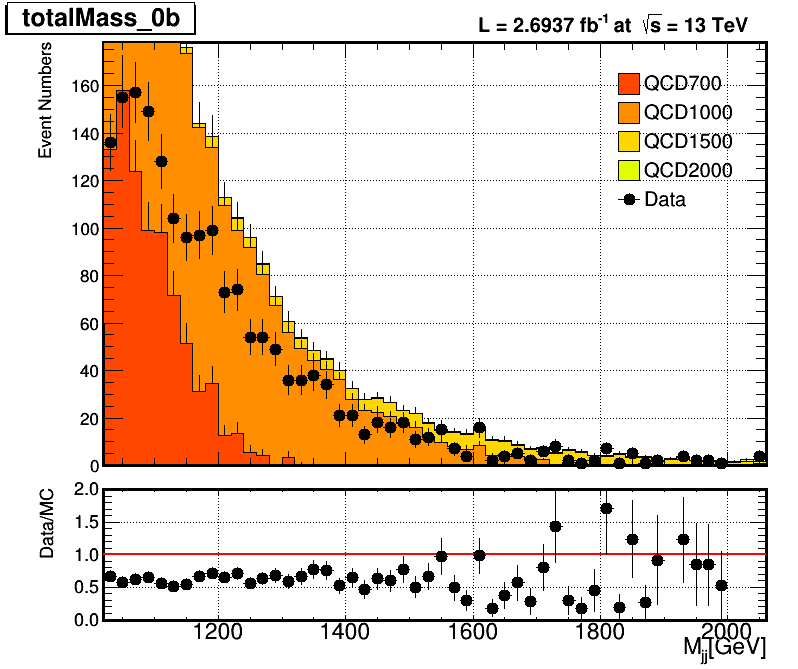 totalMass_0b
L = 2.6937 fb-1 at √s = 13 TeV
Event Numbers
160
140
120
100
80
60
40
20
0
QCD700
QCD1000
QCD1500
QCD2000
Data
Data/MC
2.0
1.5
1.0
0.5
0.0
1200 1400 1600 1800 2000
Mjj[GeV]